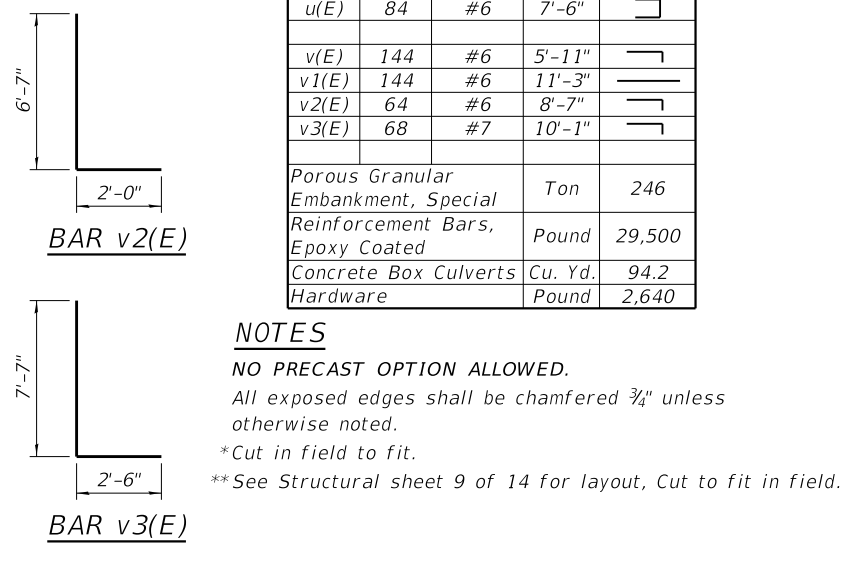 6'-7"
2'-0"
BAR v2(E)
7'-7"
2'-6"
BAR v3(E)
u(E) 84 #6 7'-6"
v(E) 144 #6 5'-11"
v1(E) 144 #6 11'-3"
v2(E) 64 #6 8'-7"
v3(E) 68 #7 10'-1"
Porous Granular
Embankment, Special Ton 246
Reinforcement Bars,
Epoxy Coated Pound 29,500
Concrete Box Culverts Cu. Yd. 94.2
Hardware Pound 2,640
NOTES
NO PRECAST OPTION ALLOWED.
All exposed edges shall be chamfered ¾" unless
otherwise noted.
*Cut in field to fit.
**See Structural sheet 9 of 14 for layout, Cut to fit in field.